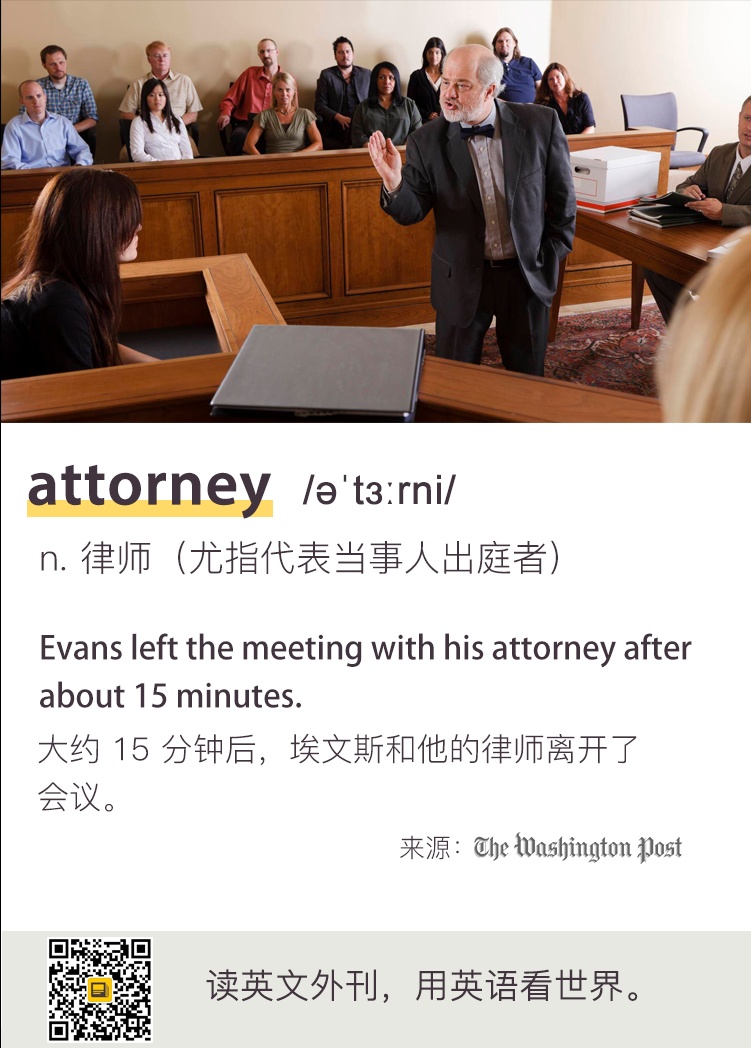 attorney /əˈtɜːrni/
n. 律师（尤指代表当事人出庭者）
Evans left the meeting with his attorney after
about 15 minutes.
大约 15 分钟后，埃文斯和他的律师离开了
会议。
来源：The Washington Post
读英文外刊，用英语看世界。